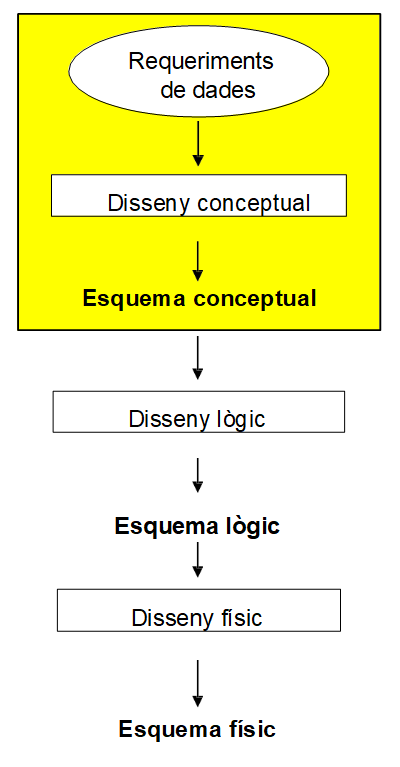 Requeriments
de dades
Disseny conceptual
Esquema conceptual
Disseny lògic
Esquema lògic
Disseny físic
Esquema físic